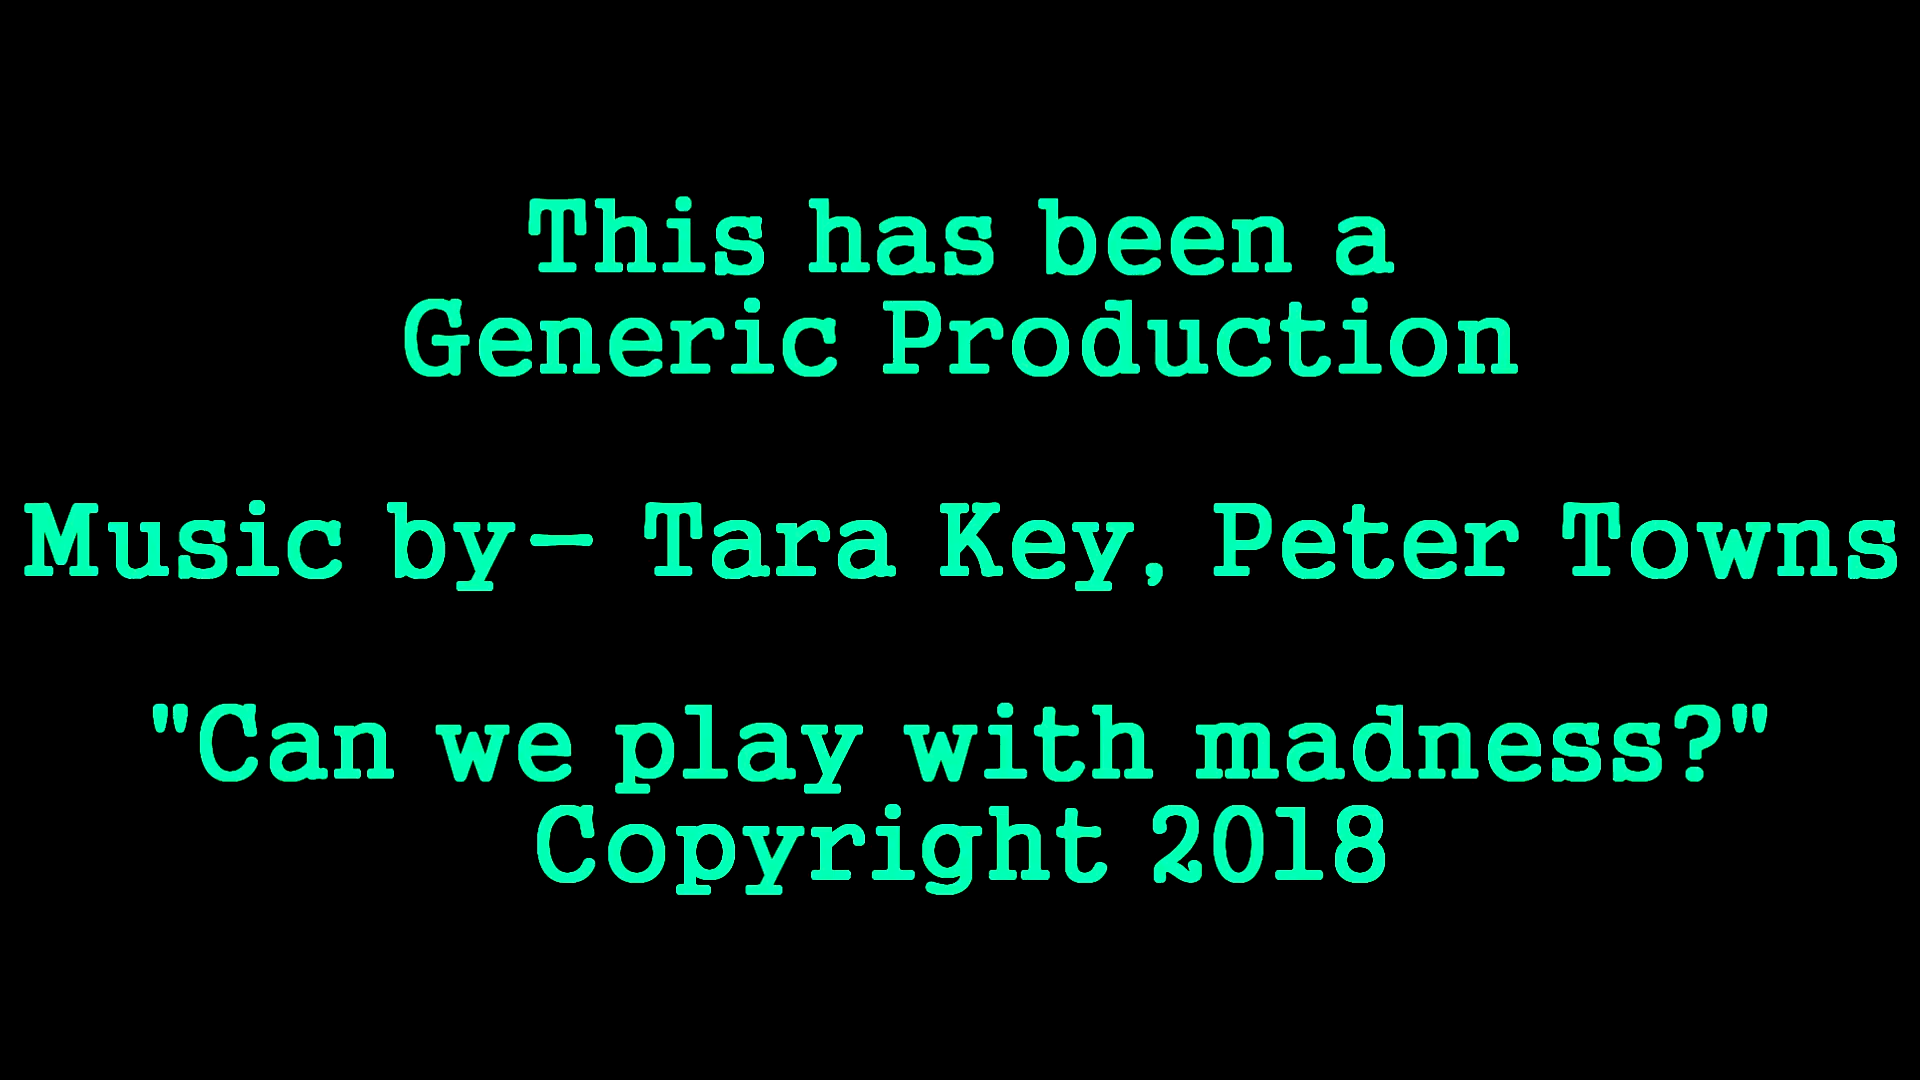 This has been a
Generic Production
Music by- Tara Key, Peter Towns
"Can we play with madness?"
Copyright 2018